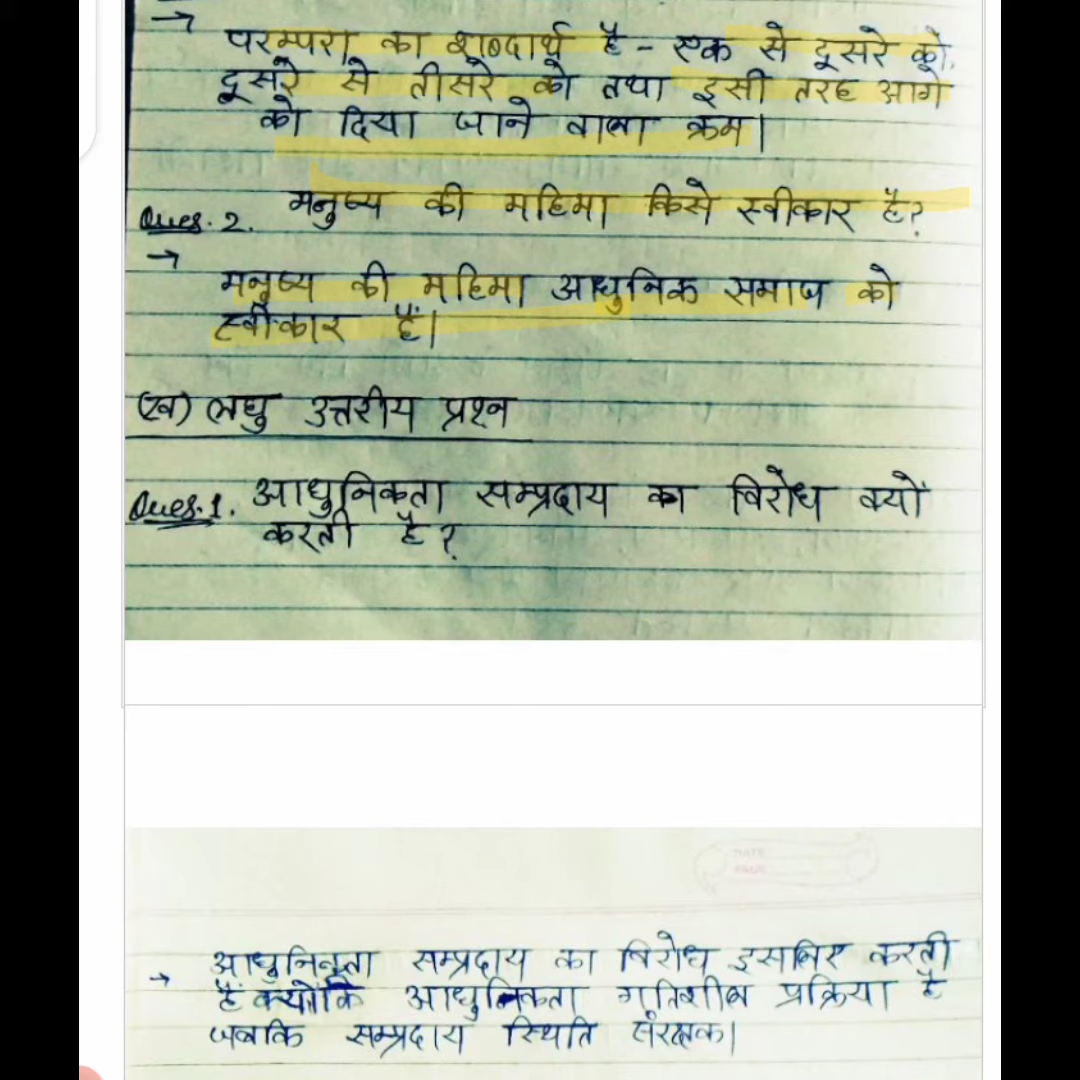 →
परम्परा का शाब्दार्थ है - एक से दूसरे को,
दूसरे से तीसरे को तथा इसी तरह आगे
को दिया जाने वाला क्रम।
Ques. 2. मनुष्य की महिमा किसे स्वीकार है?
→
मनुष्य की महिमा आधुनिक समाज को
स्वीकार हैं।
(ख) लघु उत्तरीय प्रश्न
Ques. 1. आधुनिकता सम्प्रदाय का विरोध क्यों
करती है?
→ आधुनिकता सम्प्रदाय का विरोध इसलिए करती
हैं क्योंकि आधुनिकता गतिशील प्रक्रिया है
जबकि सम्प्रदाय स्थिति संरक्षक।